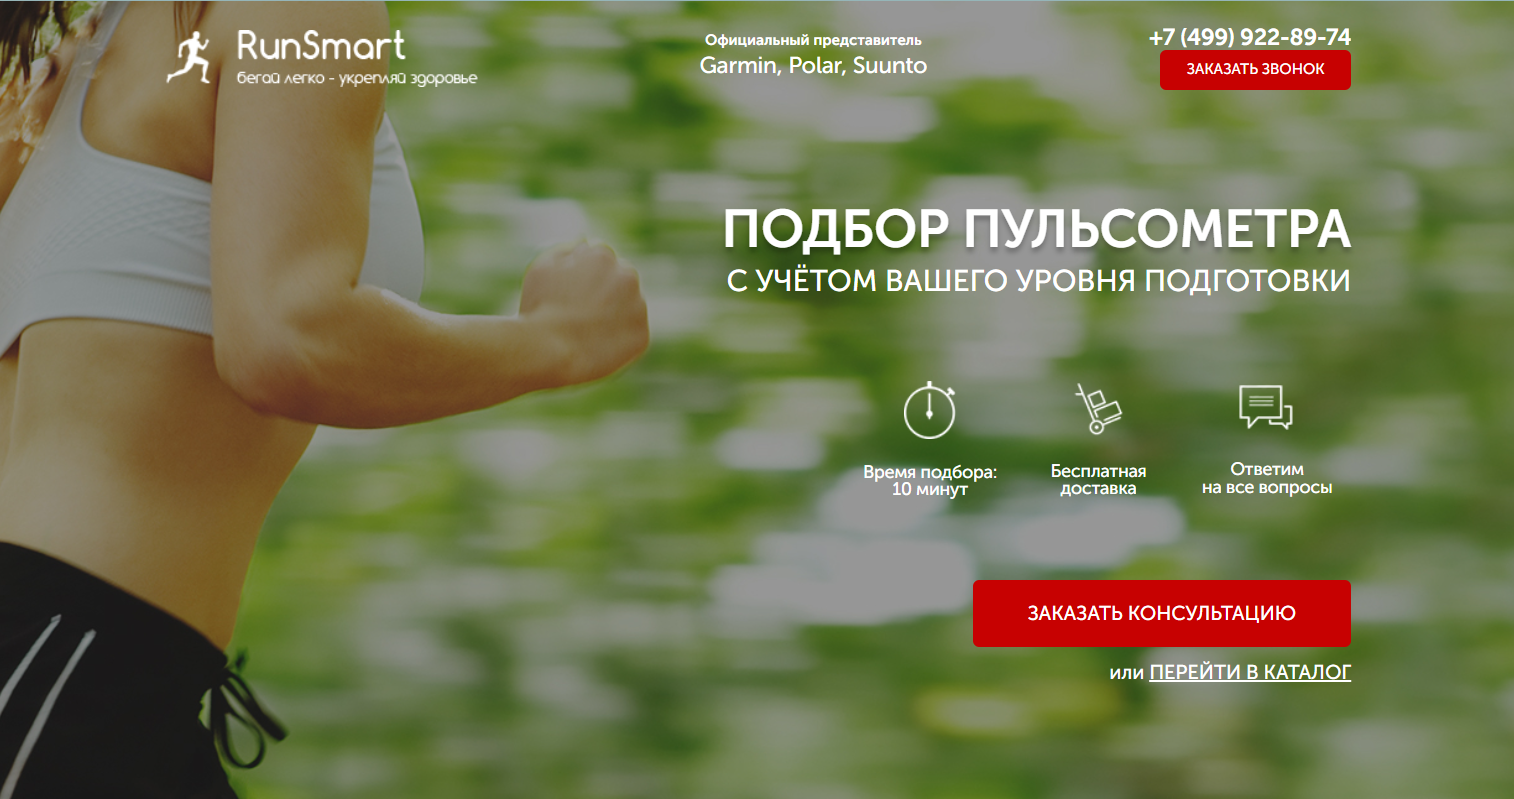 RunSmart
бегай легко - укрепляй здоровье
Официальный представитель
Garmin, Polar, Suunto
+7 (499) 922-89-74
ЗАКАЗАТЬ ЗВОНОК
ПОДБОР ПУЛЬСОМЕТРА
С УЧЁТОМ ВАШЕГО УРОВНЯ ПОДГОТОВКИ
Время подбора:
10 минут
Бесплатная
доставка
Ответим
на все вопросы
ЗАКАЗАТЬ КОНСУЛЬТАЦИЮ
или ПЕРЕЙТИ В КАТАЛОГ